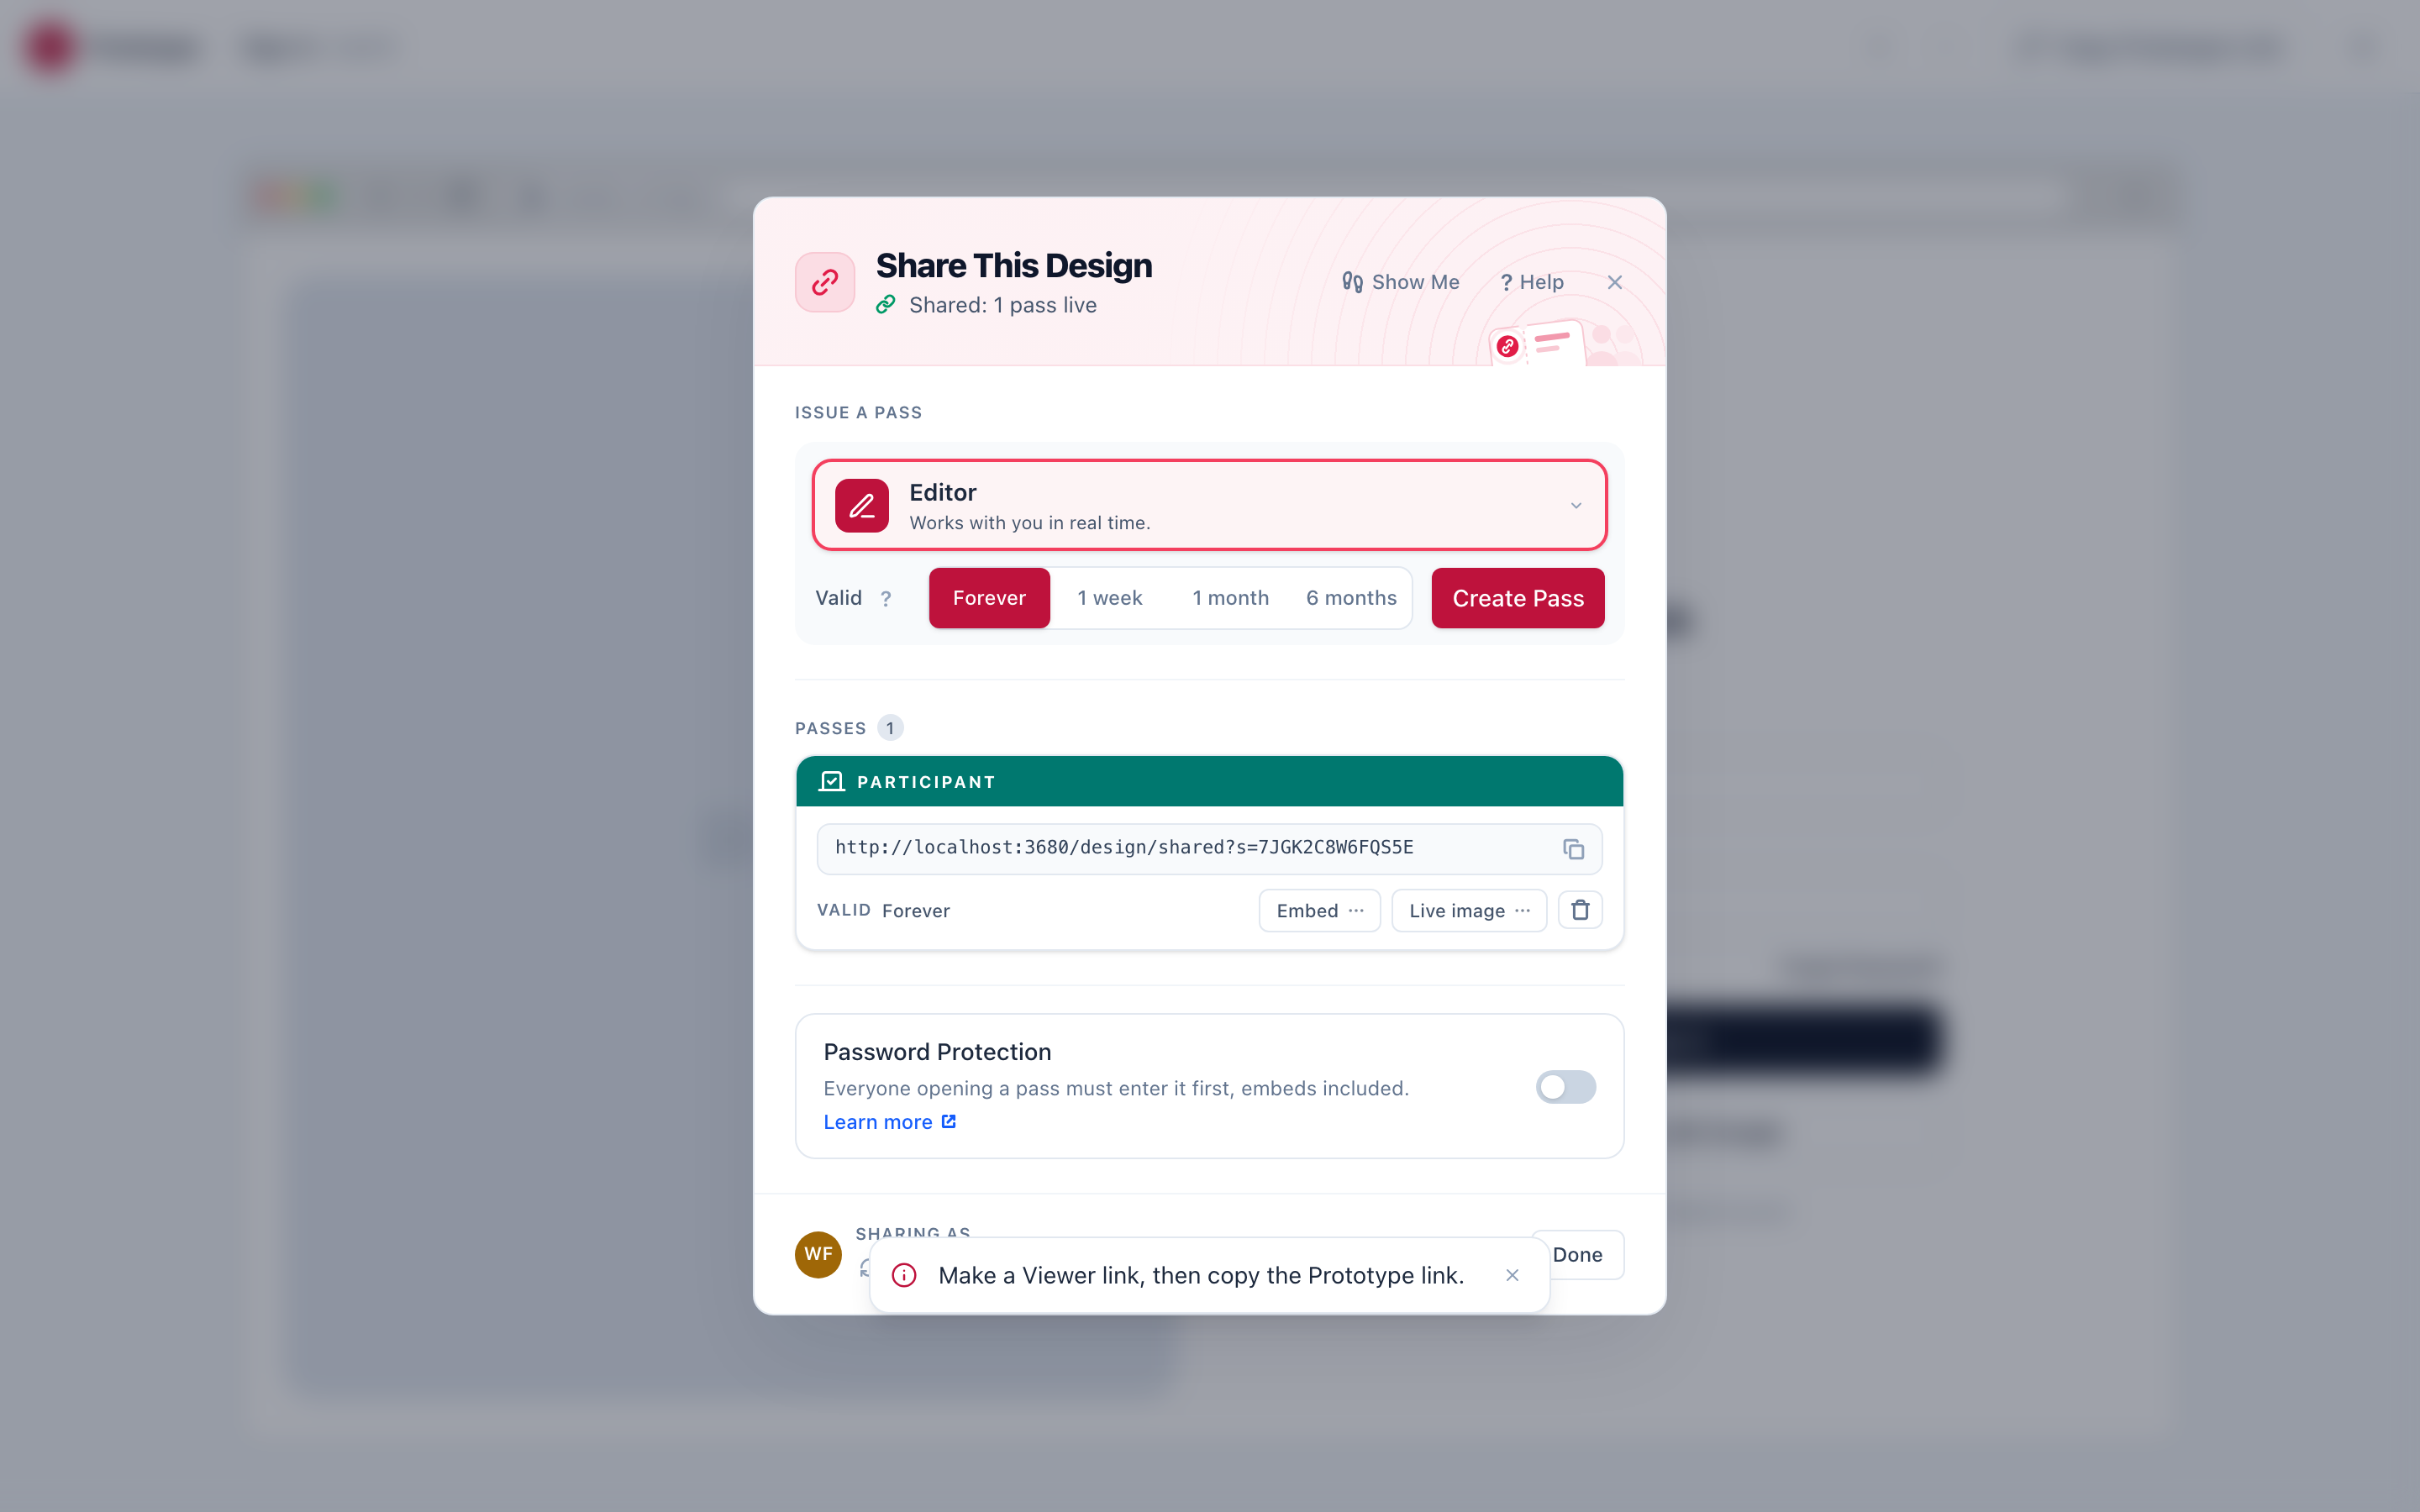 Share This Design
Shared: 1 pass live
Show Me
? Help
ISSUE A PASS
Editor
Works with you in real time.
Valid ?
Forever
1 week
1 month
6 months
Create Pass
PASSES 1
PARTICIPANT
http://localhost:3680/design/shared?s=7JGK2C8W6FQS5E
VALID Forever
Embed ···
Live image ···
Password Protection
Everyone opening a pass must enter it first, embeds included.
Learn more
WF
SHARING AS
Done
Make a Viewer link, then copy the Prototype link.